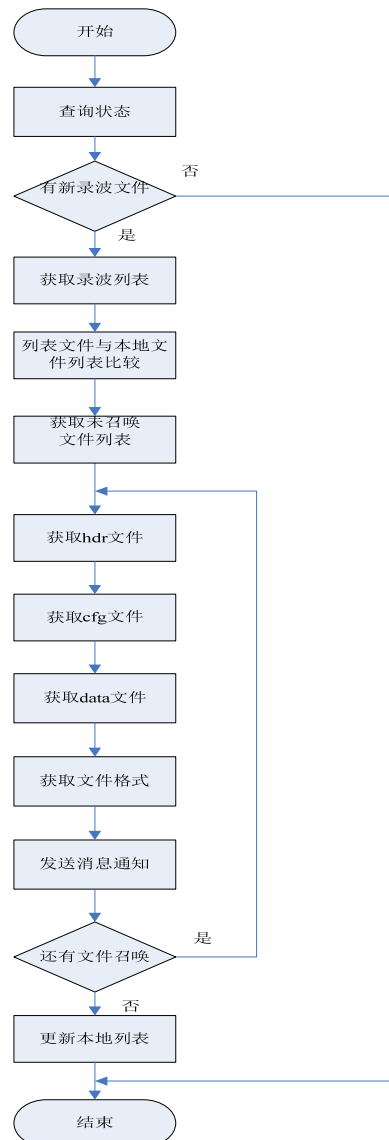 开始
查询状态
否
有新录波文件
是
获取录波列表
列表文件与本地文
件列表比较
获取未召唤
文件列表
获取hdr文件
获取cfg文件
获取data文件
获取文件格式
发送消息通知
是
还有文件召唤
否
更新本地列表
结束